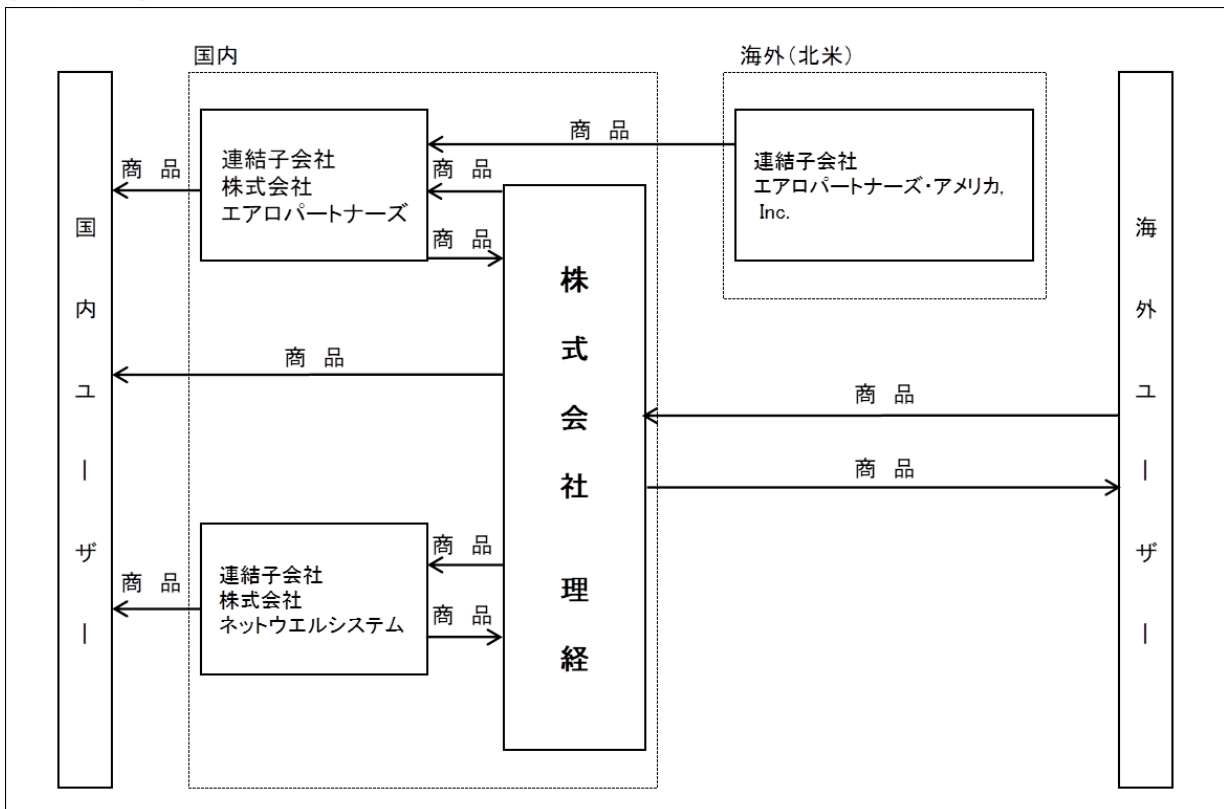 国内
海外（北米）
商　品
商　品
連結子会社
株式会社
エアロパートナーズ
商　品
商　品
連結子会社
エアロパートナーズ・アメリカ,
Inc.
国内ユーザー
株式会社　理経
海外ユーザー
商　品
商　品
商　品
商　品
商　品
連結子会社
株式会社
ネットウエルシステム
商　品